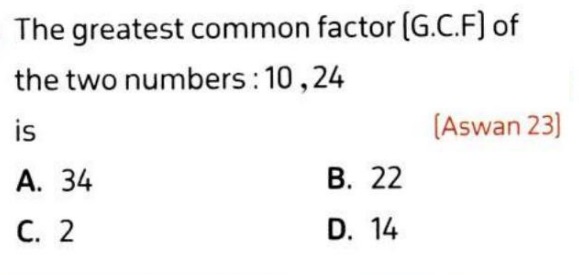 The greatest common factor (G.C.F) of
the two numbers : 10 , 24
is (Aswan 23)
A. 34 B. 22
C. 2 D. 14